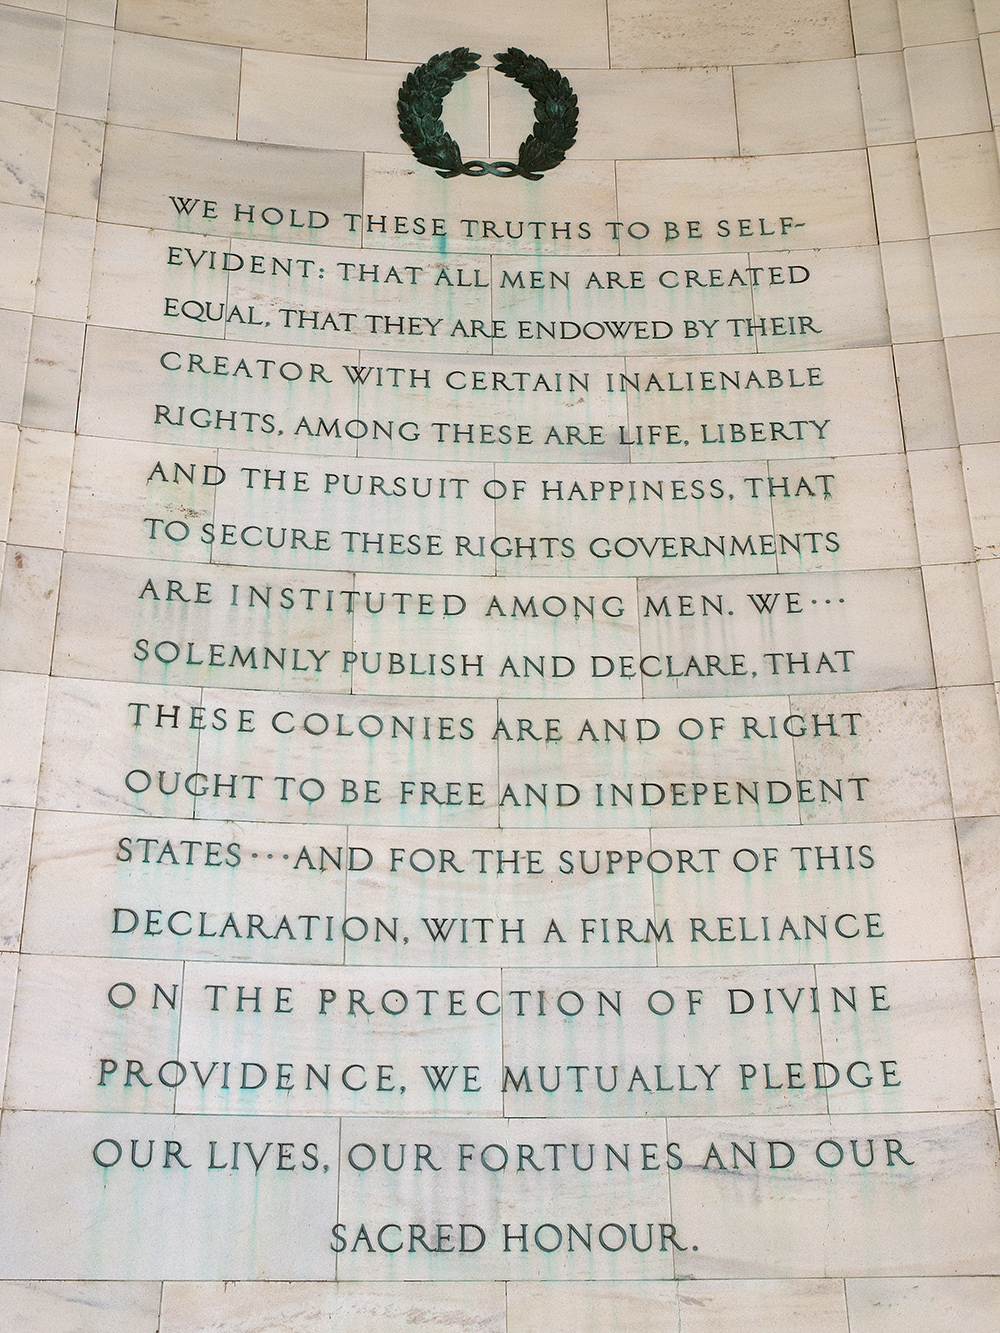 WE HOLD THESE TRUTHS TO BE SELF-
EVIDENT: THAT ALL MEN ARE CREATED
EQUAL, THAT THEY ARE ENDOWED BY THEIR
CREATOR WITH CERTAIN INALIENABLE
RIGHTS, AMONG THESE ARE LIFE, LIBERTY
AND THE PURSUIT OF HAPPINESS, THAT
TO SECURE THESE RIGHTS GOVERNMENTS
ARE INSTITUTED AMONG MEN. WE···
SOLEMNLY PUBLISH AND DECLARE, THAT
THESE COLONIES ARE AND OF RIGHT
OUGHT TO BE FREE AND INDEPENDENT
STATES···AND FOR THE SUPPORT OF THIS
DECLARATION, WITH A FIRM RELIANCE
ON THE PROTECTION OF DIVINE
PROVIDENCE, WE MUTUALLY PLEDGE
OUR LIVES, OUR FORTUNES AND OUR
SACRED HONOUR.